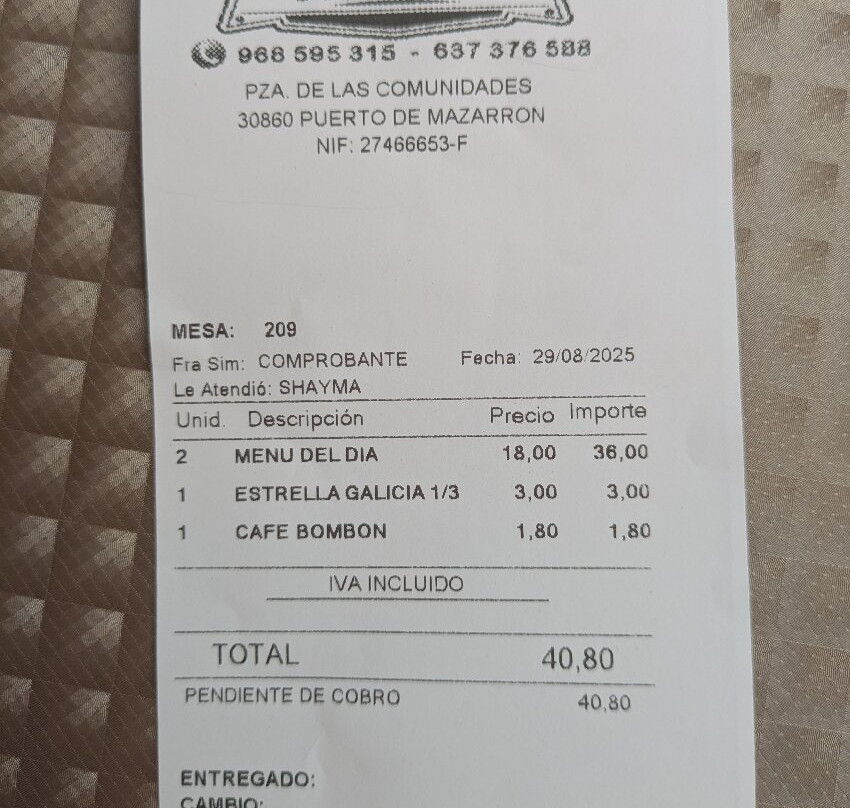 968 595 315 - 637 376 588
PZA. DE LAS COMUNIDADES
30860 PUERTO DE MAZARRON
NIF: 27466653-F
MESA: 209
Fra Sim: COMPROBANTE Fecha: 29/08/2025
Le Atendió: SHAYMA
Unid. Descripción Precio Importe
2 MENU DEL DIA 18,00 36,00
1 ESTRELLA GALICIA 1/3 3,00 3,00
1 CAFE BOMBON 1,80 1,80
IVA INCLUIDO
TOTAL 40,80
PENDIENTE DE COBRO 40,80
ENTREGADO:
CAMBIO: